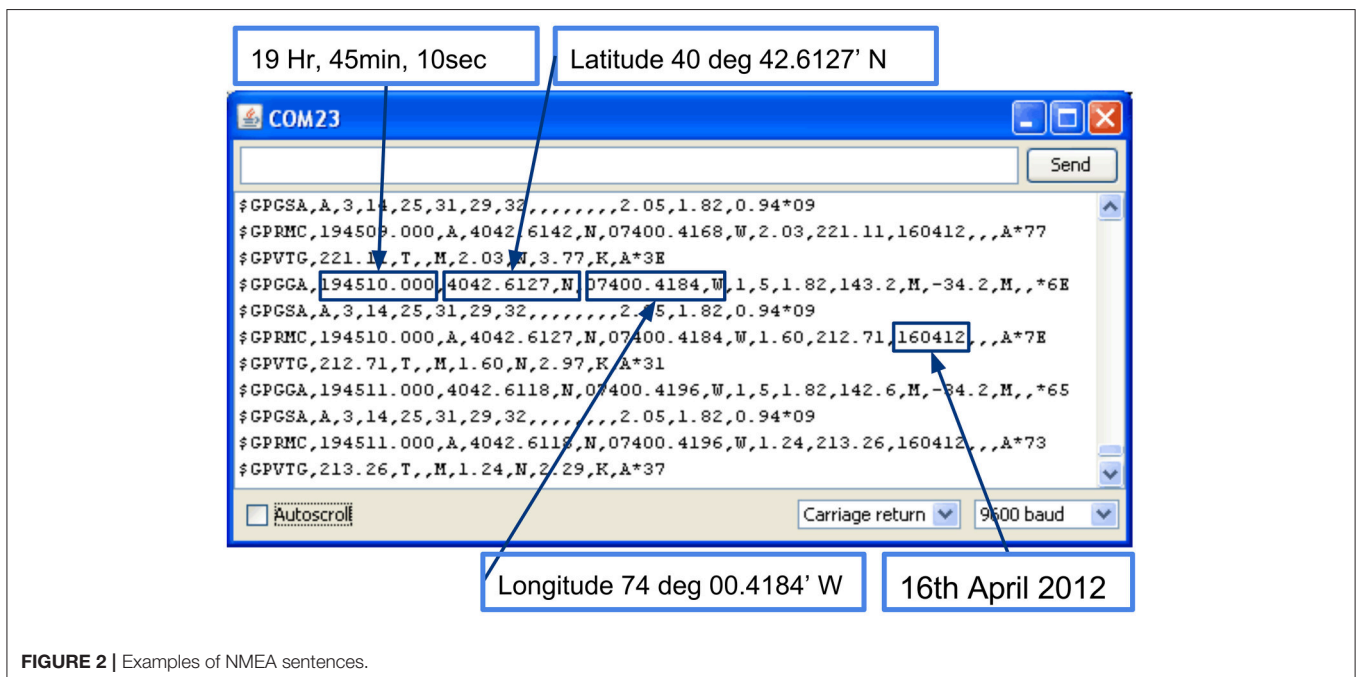 19 Hr, 45min, 10sec
Latitude 40 deg 42.6127’ N
COM23
Send
$GPGSA,A,3,14,25,31,29,32,,,,,,,,2.05,1.82,0.94*09
$GPRMC,194509.000,A,4042.6142,N,07400.4168,W,2.03,221.11,160412,,,A*77
$GPVTG,221.11,T,,M,2.03,N,3.77,K,A*3E
$GPGGA,194510.000,4042.6127,N,07400.4184,W,1,5,1.82,143.2,M,-34.2,M,,*6E
$GPGSA,A,3,14,25,31,29,32,,,,,,,,2.05,1.82,0.94*09
$GPRMC,194510.000,A,4042.6127,N,07400.4184,W,1.60,212.71,160412,,,A*7E
$GPVTG,212.71,T,,M,1.60,N,2.97,K,A*31
$GPGGA,194511.000,4042.6118,N,07400.4196,W,1,5,1.82,142.6,M,-34.2,M,,*65
$GPGSA,A,3,14,25,31,29,32,,,,,,,,2.05,1.82,0.94*09
$GPRMC,194511.000,A,4042.6118,N,07400.4196,W,1.24,213.26,160412,,,A*73
$GPVTG,213.26,T,,M,1.24,N,2.29,K,A*37
Autoscroll
Carriage return
9600 baud
Longitude 74 deg 00.4184’ W
16th April 2012
FIGURE 2 | Examples of NMEA sentences.